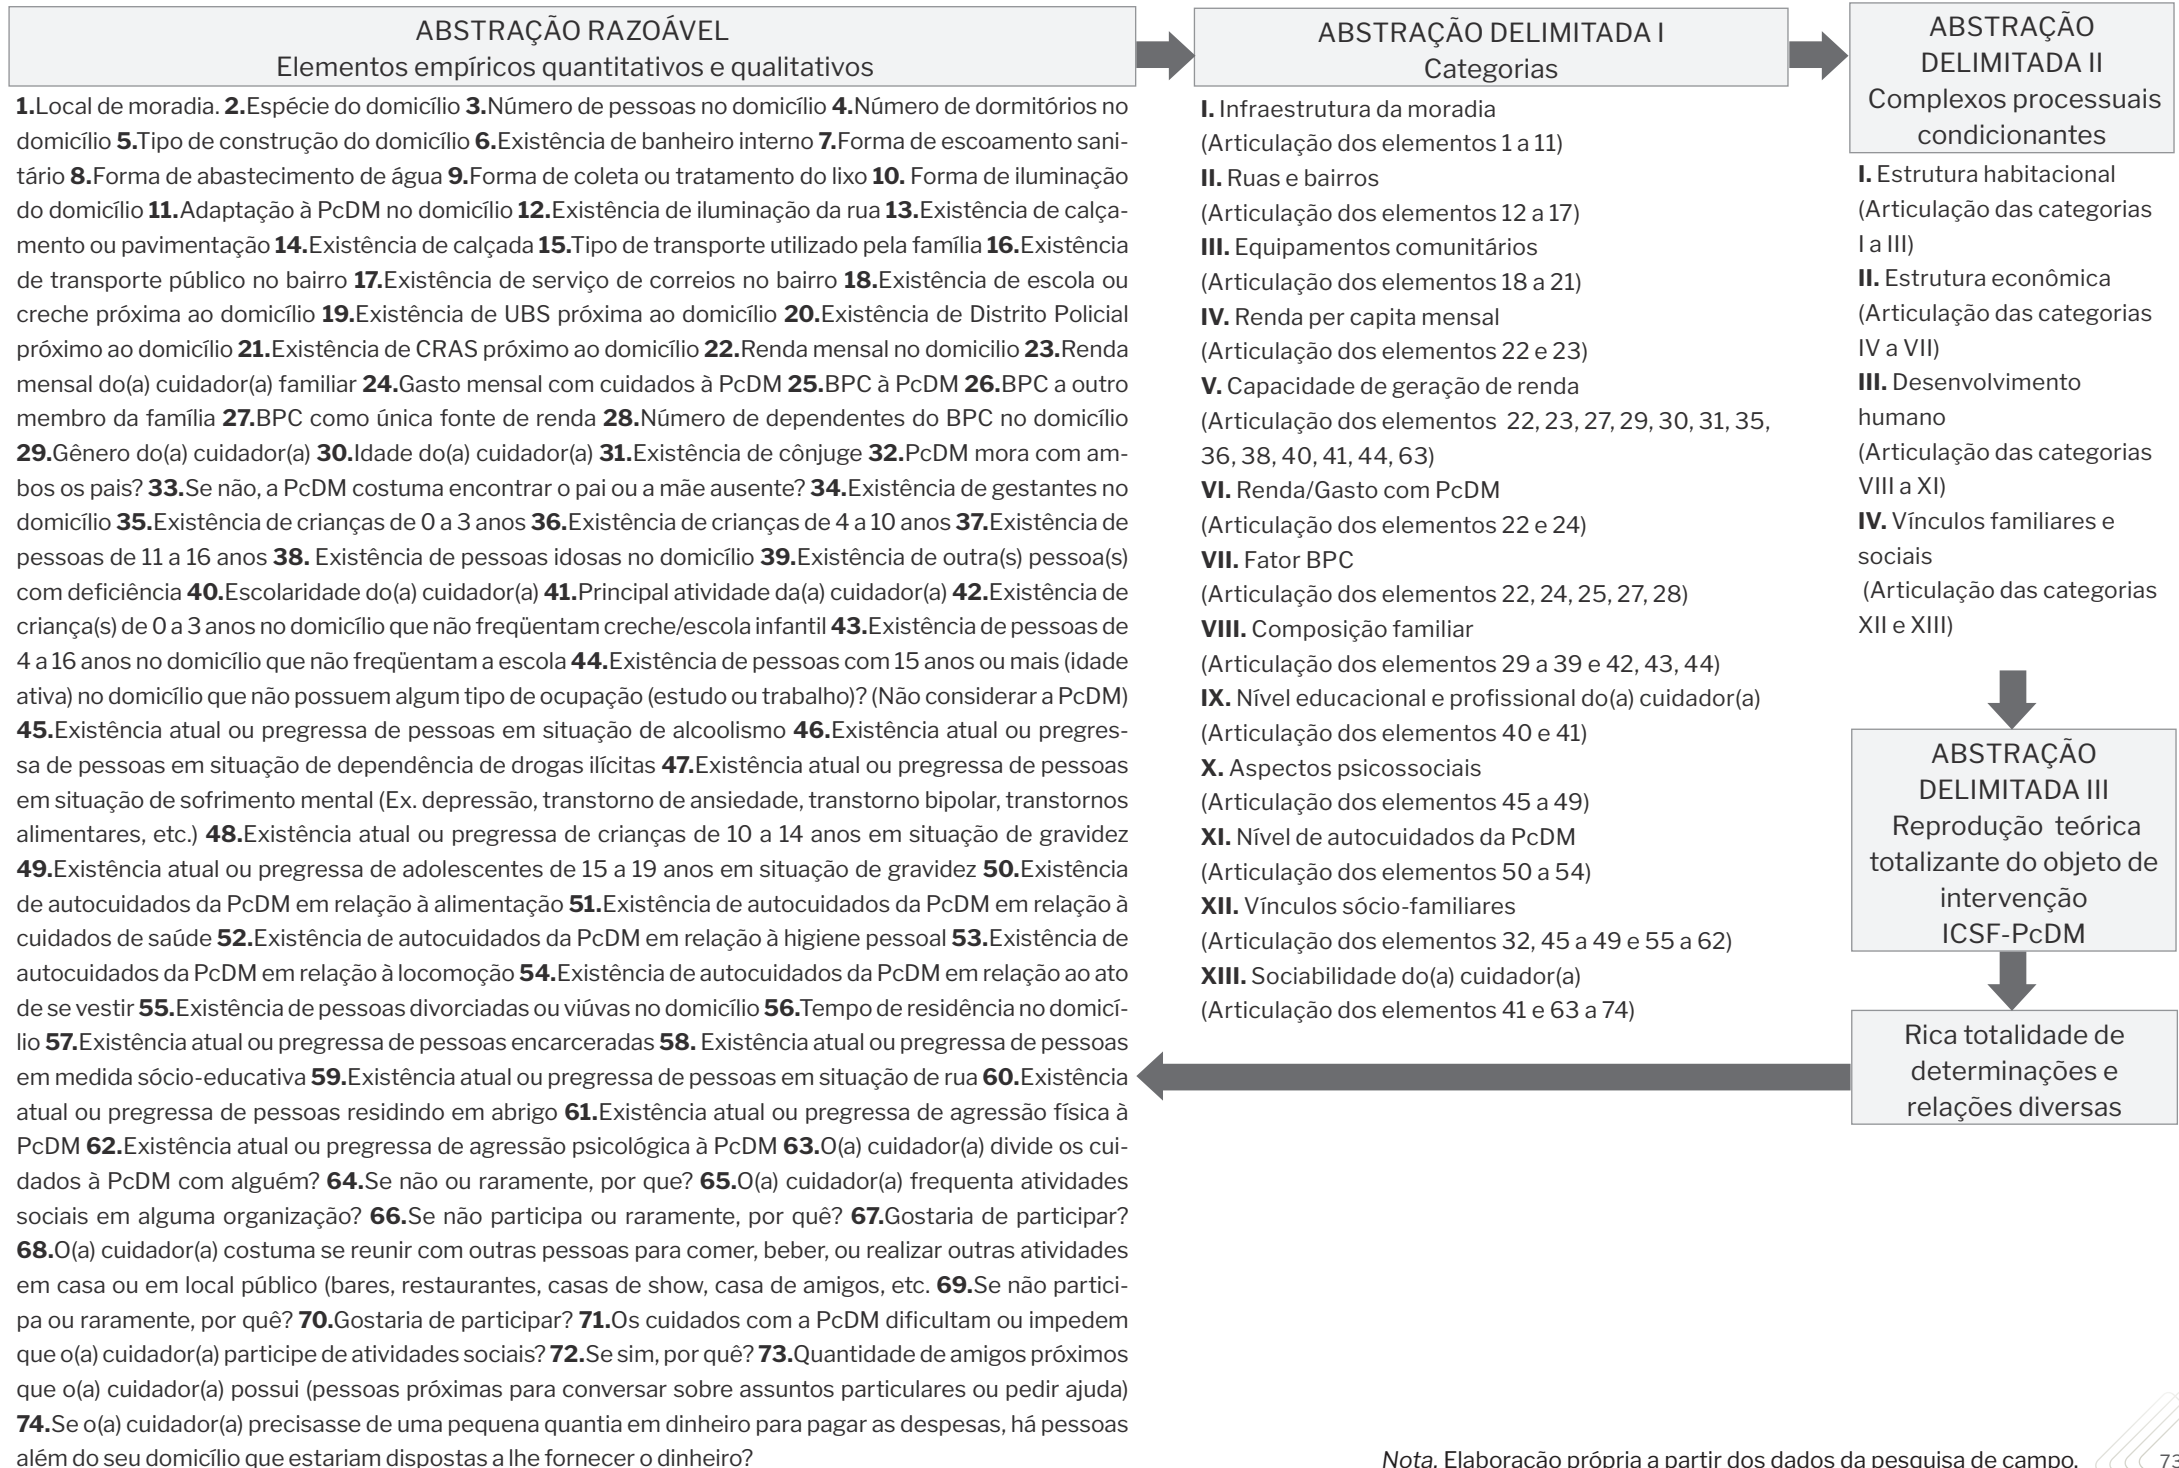 ABSTRAÇÃO RAZOÁVEL
Elementos empíricos quantitativos e qualitativos
1.Local de moradia. 2.Espécie do domicílio 3.Número de pessoas no domicílio 4.Número de dormitórios no
domicílio 5.Tipo de construção do domicílio 6.Existência de banheiro interno 7.Forma de escoamento sani-
tário 8.Forma de abastecimento de água 9.Forma de coleta ou tratamento do lixo 10. Forma de iluminação
do domicílio 11.Adaptação à PcDM no domicílio 12.Existência de iluminação da rua 13.Existência de calça-
mento ou pavimentação 14.Existência de calçada 15.Tipo de transporte utilizado pela família 16.Existência
de transporte público no bairro 17.Existência de serviço de correios no bairro 18.Existência de escola ou
creche próxima ao domicílio 19.Existência de UBS próxima ao domicílio 20.Existência de Distrito Policial
próximo ao domicílio 21.Existência de CRAS próximo ao domicílio 22.Renda mensal no domicilio 23.Renda
mensal do(a) cuidador(a) familiar 24.Gasto mensal com cuidados à PcDM 25.BPC à PcDM 26.BPC a outro
membro da família 27.BPC como única fonte de renda 28.Número de dependentes do BPC no domicílio
29.Gênero do(a) cuidador(a) 30.Idade do(a) cuidador(a) 31.Existência de cônjuge 32.PcDM mora com am-
bos os pais? 33.Se não, a PcDM costuma encontrar o pai ou a mãe ausente? 34.Existência de gestantes no
domicílio 35.Existência de crianças de 0 a 3 anos 36.Existência de crianças de 4 a 10 anos 37.Existência de
pessoas de 11 a 16 anos 38. Existência de pessoas idosas no domicílio 39.Existência de outra(s) pessoa(s)
com deficiência 40.Escolaridade do(a) cuidador(a) 41.Principal atividade da(a) cuidador(a) 42.Existência de
criança(s) de 0 a 3 anos no domicílio que não freqüentam creche/escola infantil 43.Existência de pessoas de
4 a 16 anos no domicílio que não freqüentam a escola 44.Existência de pessoas com 15 anos ou mais (idade
ativa) no domicílio que não possuem algum tipo de ocupação (estudo ou trabalho)? (Não considerar a PcDM)
45.Existência atual ou pregressa de pessoas em situação de alcoolismo 46.Existência atual ou pregres-
sa de pessoas em situação de dependência de drogas ilícitas 47.Existência atual ou pregressa de pessoas
em situação de sofrimento mental (Ex. depressão, transtorno de ansiedade, transtorno bipolar, transtornos
alimentares, etc.) 48.Existência atual ou pregressa de crianças de 10 a 14 anos em situação de gravidez
49.Existência atual ou pregressa de adolescentes de 15 a 19 anos em situação de gravidez 50.Existência
de autocuidados da PcDM em relação à alimentação 51.Existência de autocuidados da PcDM em relação à
cuidados de saúde 52.Existência de autocuidados da PcDM em relação à higiene pessoal 53.Existência de
autocuidados da PcDM em relação à locomoção 54.Existência de autocuidados da PcDM em relação ao ato
de se vestir 55.Existência de pessoas divorciadas ou viúvas no domicílio 56.Tempo de residência no domicí-
lio 57.Existência atual ou pregressa de pessoas encarceradas 58. Existência atual ou pregressa de pessoas
em medida sócio-educativa 59.Existência atual ou pregressa de pessoas em situação de rua 60.Existência
atual ou pregressa de pessoas residindo em abrigo 61.Existência atual ou pregressa de agressão física à
PcDM 62.Existência atual ou pregressa de agressão psicológica à PcDM 63.O(a) cuidador(a) divide os cui-
dados à PcDM com alguém? 64.Se não ou raramente, por que? 65.O(a) cuidador(a) frequenta atividades
sociais em alguma organização? 66.Se não participa ou raramente, por quê? 67.Gostaria de participar?
68.O(a) cuidador(a) costuma se reunir com outras pessoas para comer, beber, ou realizar outras atividades
em casa ou em local público (bares, restaurantes, casas de show, casa de amigos, etc. 69.Se não partici-
pa ou raramente, por quê? 70.Gostaria de participar? 71.Os cuidados com a PcDM dificultam ou impedem
que o(a) cuidador(a) participe de atividades sociais? 72.Se sim, por quê? 73.Quantidade de amigos próximos
que o(a) cuidador(a) possui (pessoas próximas para conversar sobre assuntos particulares ou pedir ajuda)
74.Se o(a) cuidador(a) precisasse de uma pequena quantia em dinheiro para pagar as despesas, há pessoas
além do seu domicílio que estariam dispostas a lhe fornecer o dinheiro?
ABSTRAÇÃO DELIMITADA I
Categorias
I. Infraestrutura da moradia
(Articulação dos elementos 1 a 11)
II. Ruas e bairros
(Articulação dos elementos 12 a 17)
III. Equipamentos comunitários
(Articulação dos elementos 18 a 21)
IV. Renda per capita mensal
(Articulação dos elementos 22 e 23)
V. Capacidade de geração de renda
(Articulação dos elementos 22, 23, 27, 29, 30, 31, 35,
36, 38, 40, 41, 44, 63)
VI. Renda/Gasto com PcDM
(Articulação dos elementos 22 e 24)
VII. Fator BPC
(Articulação dos elementos 22, 24, 25, 27, 28)
VIII. Composição familiar
(Articulação dos elementos 29 a 39 e 42, 43, 44)
IX. Nível educacional e profissional do(a) cuidador(a)
(Articulação dos elementos 40 e 41)
X. Aspectos psicossociais
(Articulação dos elementos 45 a 49)
XI. Nível de autocuidados da PcDM
(Articulação dos elementos 50 a 54)
XII. Vínculos sócio-familiares
(Articulação dos elementos 32, 45 a 49 e 55 a 62)
XIII. Sociabilidade do(a) cuidador(a)
(Articulação dos elementos 41 e 63 a 74)
ABSTRAÇÃO
DELIMITADA II
Complexos processuais
condicionantes
I. Estrutura habitacional
(Articulação das categorias
I a III)
II. Estrutura econômica
(Articulação das categorias
IV a VII)
III. Desenvolvimento
humano
(Articulação das categorias
VIII a XI)
IV. Vínculos familiares e
sociais
(Articulação das categorias
XII e XIII)
ABSTRAÇÃO
DELIMITADA III
Reprodução teórica
totalizante do objeto de
intervenção
ICSF-PcDM
Rica totalidade de
determinações e
relações diversas
Nota. Elaboração própria a partir dos dados da pesquisa de campo.
73